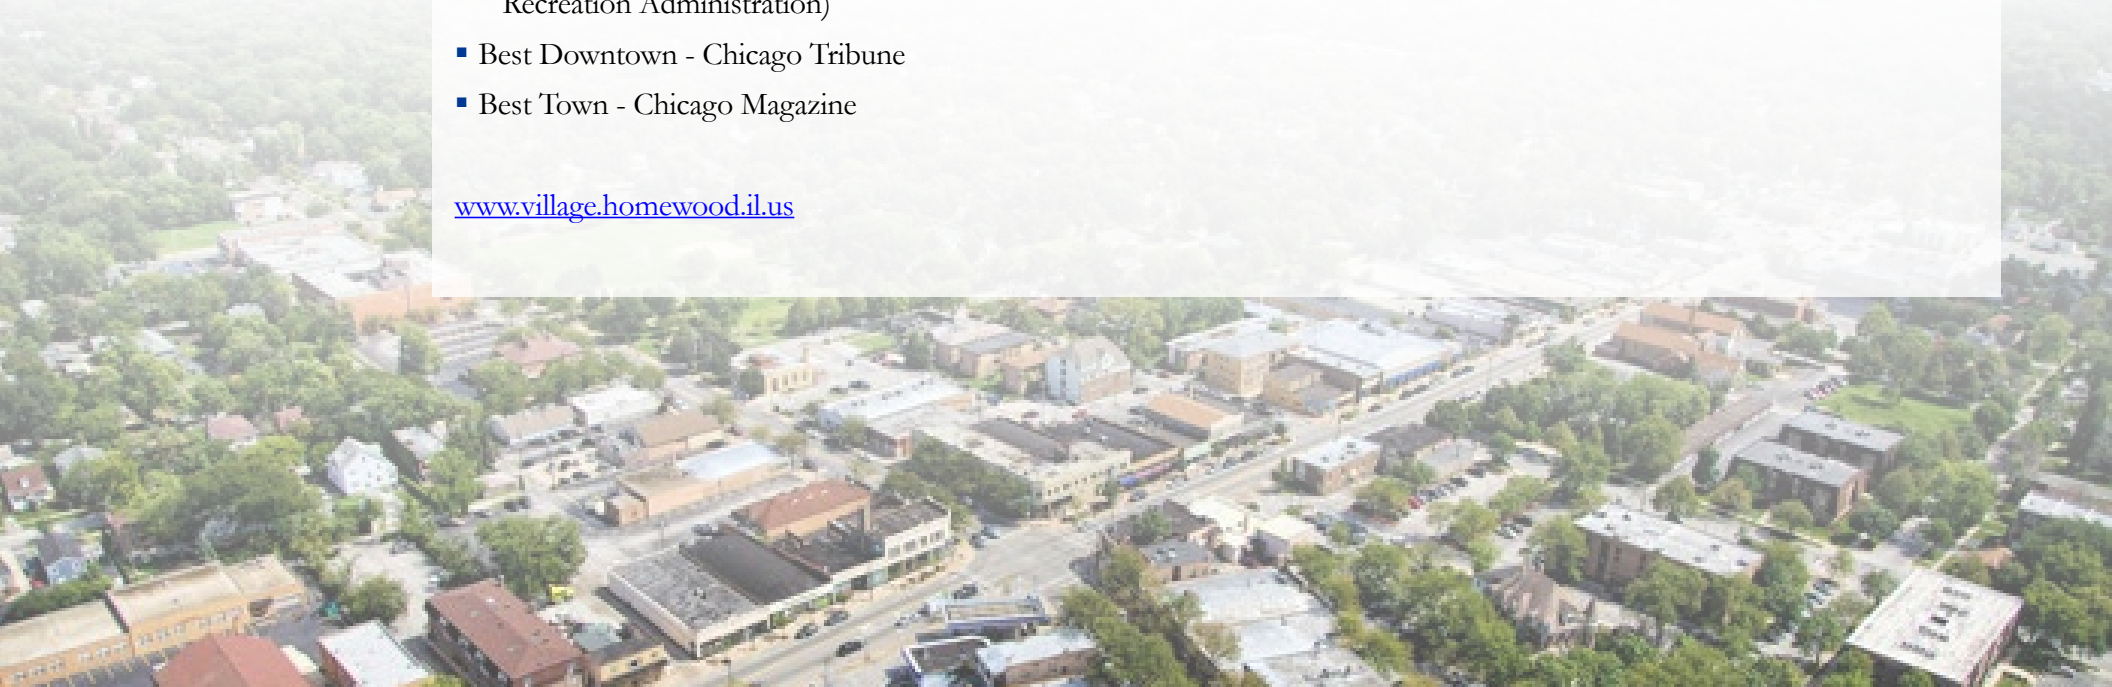 Recreation Administration)
▪ Best Downtown - Chicago Tribune
▪ Best Town - Chicago Magazine
www.village.homewood.il.us